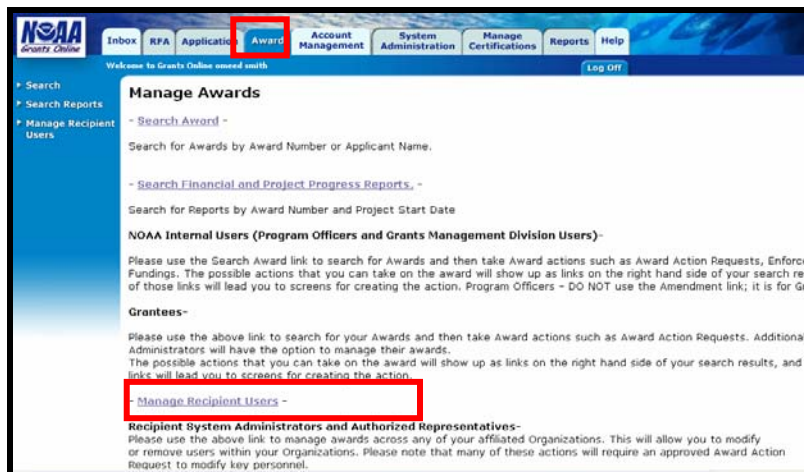 NOAA
Grants Online
Inbox RFA Application Award Account Management System Administration Manage Certifications Reports Help
Welcome to Grants Online omeed smith
Log Off
Search
Search Reports
Manage Recipient
Users
Manage Awards
- Search Award -
Search for Awards by Award Number or Applicant Name.
- Search Financial and Project Progress Reports. -
Search for Reports by Award Number and Project Start Date
NOAA Internal Users (Program Officers and Grants Management Division Users)-
Please use the Search Award link to search for Awards and then take Award actions such as Award Action Requests, Enforc
Fundings. The possible actions that you can take on the award will show up as links on the right hand side of your search re
of those links will lead you to screens for creating the action. Program Officers - DO NOT use the Amendment link; it is for G
Grantees-
Please use the above link to search for your Awards and then take Award actions such as Award Action Requests. Additional
Administrators will have the option to manage their awards.
The possible actions that you can take on the award will show up as links on the right hand side of your search results, and
links will lead you to screens for creating the action.
- Manage Recipient Users -
Recipient System Administrators and Authorized Representatives-
Please use the above link to manage awards across any of your affiliated Organizations. This will allow you to modify
or remove users within your Organizations. Please note that many of these actions will require an approved Award Action
Request to modify key personnel.